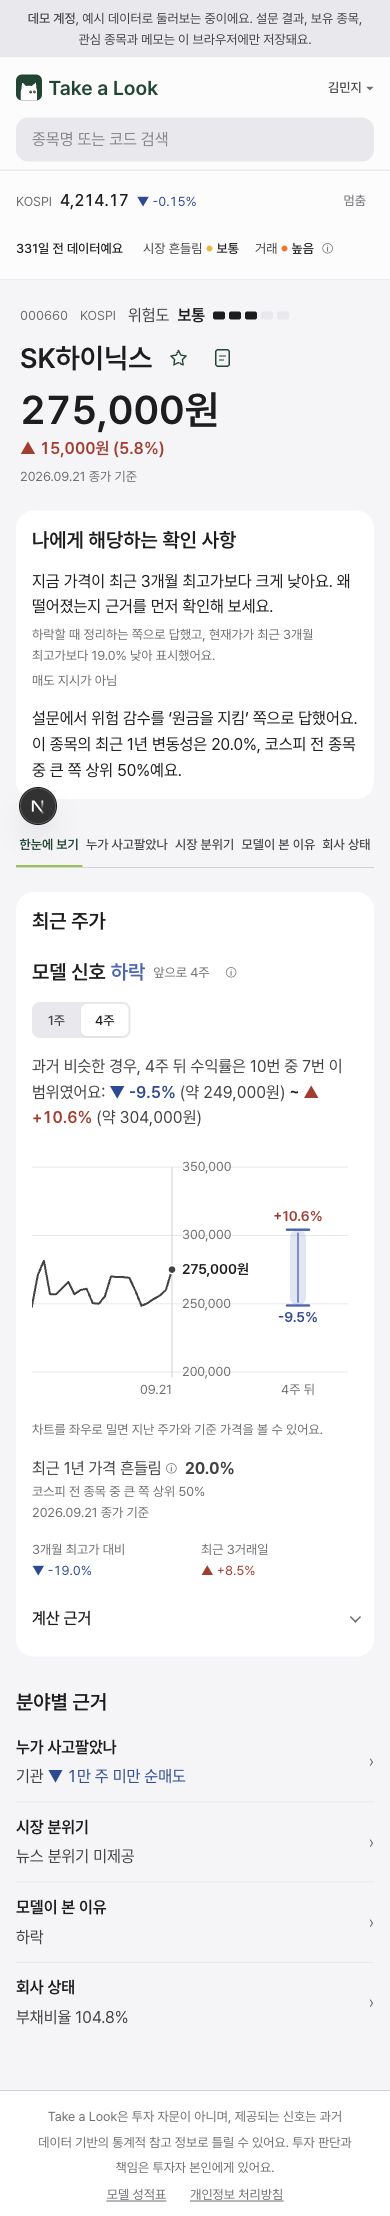 데모 계정, 예시 데이터로 둘러보는 중이에요. 설문 결과, 보유 종목,
관심 종목과 메모는 이 브라우저에만 저장돼요.
Take a Look
김민지
종목명 또는 코드 검색
KOSPI 4,214.17 ▼ -0.15% 멈춤
331일 전 데이터예요 시장 흐름들 보통 거래 높음 ⓘ
000660 KOSPI 위험도 보통
SK하이닉스
275,000원
▲ 15,000원 (5.8%)
2026.09.21 종가 기준
나에게 해당하는 확인 사항
지금 가격이 최근 3개월 최고가보다 크게 낮아요. 왜
떨어졌는지 근거를 먼저 확인해 보세요.
하락할 때 정리하는 쪽으로 답했고, 현재가가 최근 3개월
최고가보다 19.0% 낮아 표시했어요.
매도 지시가 아님
설문에서 위험 감수를 ‘원금을 지킴’ 쪽으로 답했어요.
이 종목의 최근 1년 변동성은 20.0%, 코스피 전 종목
중 큰 쪽 상위 50%예요.
N
한눈에 보기 누가 사고팔았나 시장 분위기 모델이 본 이유 회사 상태
최근 주가
모델 신호 하락 앞으로 4주 ⓘ
1주 4주
과거 비슷한 경우, 4주 뒤 수익률은 10번 중 7번 이
범위였어요: ▼ -9.5% (약 249,000원) ~ ▲
+10.6% (약 304,000원)
350,000
+10.6%
300,000
275,000원
250,000
-9.5%
200,000
09.21 4주 뒤
차트를 좌우로 밀면 지난 주가와 기준 가격을 볼 수 있어요.
최근 1년 가격 흔들림 ⓘ 20.0%
코스피 전 종목 중 큰 쪽 상위 50%
2026.09.21 종가 기준
3개월 최고가 대비 최근 3거래일
▼ -19.0% ▲ +8.5%
계산 근거
분야별 근거
누가 사고팔았나
기관 ▼ 1만 주 미만 순매도
시장 분위기
뉴스 분위기 미제공
모델이 본 이유
하락
회사 상태
부채비율 104.8%
Take a Look은 투자 자문이 아니며, 제공되는 신호는 과거
데이터 기반의 통계적 참고 정보로 틀릴 수 있어요. 투자 판단과
책임은 투자자 본인에게 있어요.
모델 성적표 개인정보 처리방침